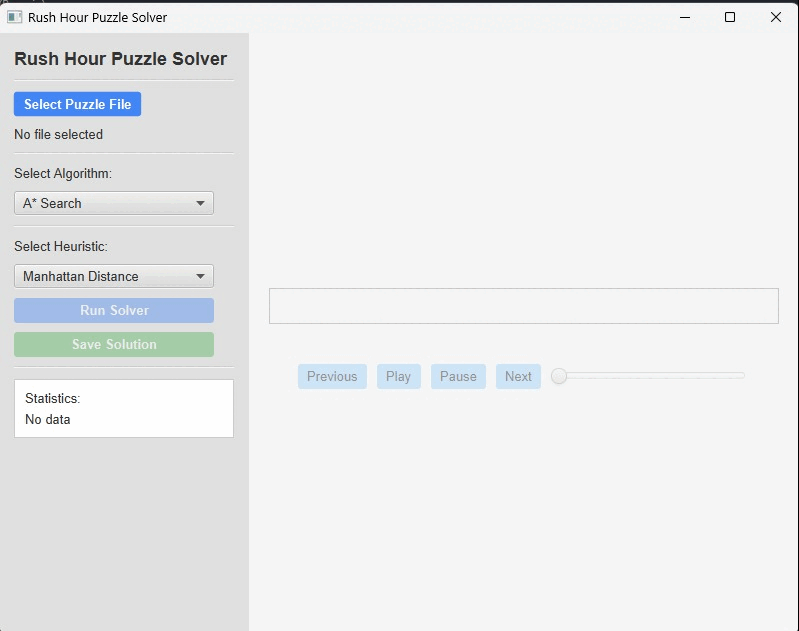 Rush Hour Puzzle Solver
Rush Hour Puzzle Solver
Select Puzzle File
No file selected
Select Algorithm:
A* Search
Select Heuristic:
Manhattan Distance
Run Solver
Save Solution
Statistics:
No data
Previous Play Pause Next